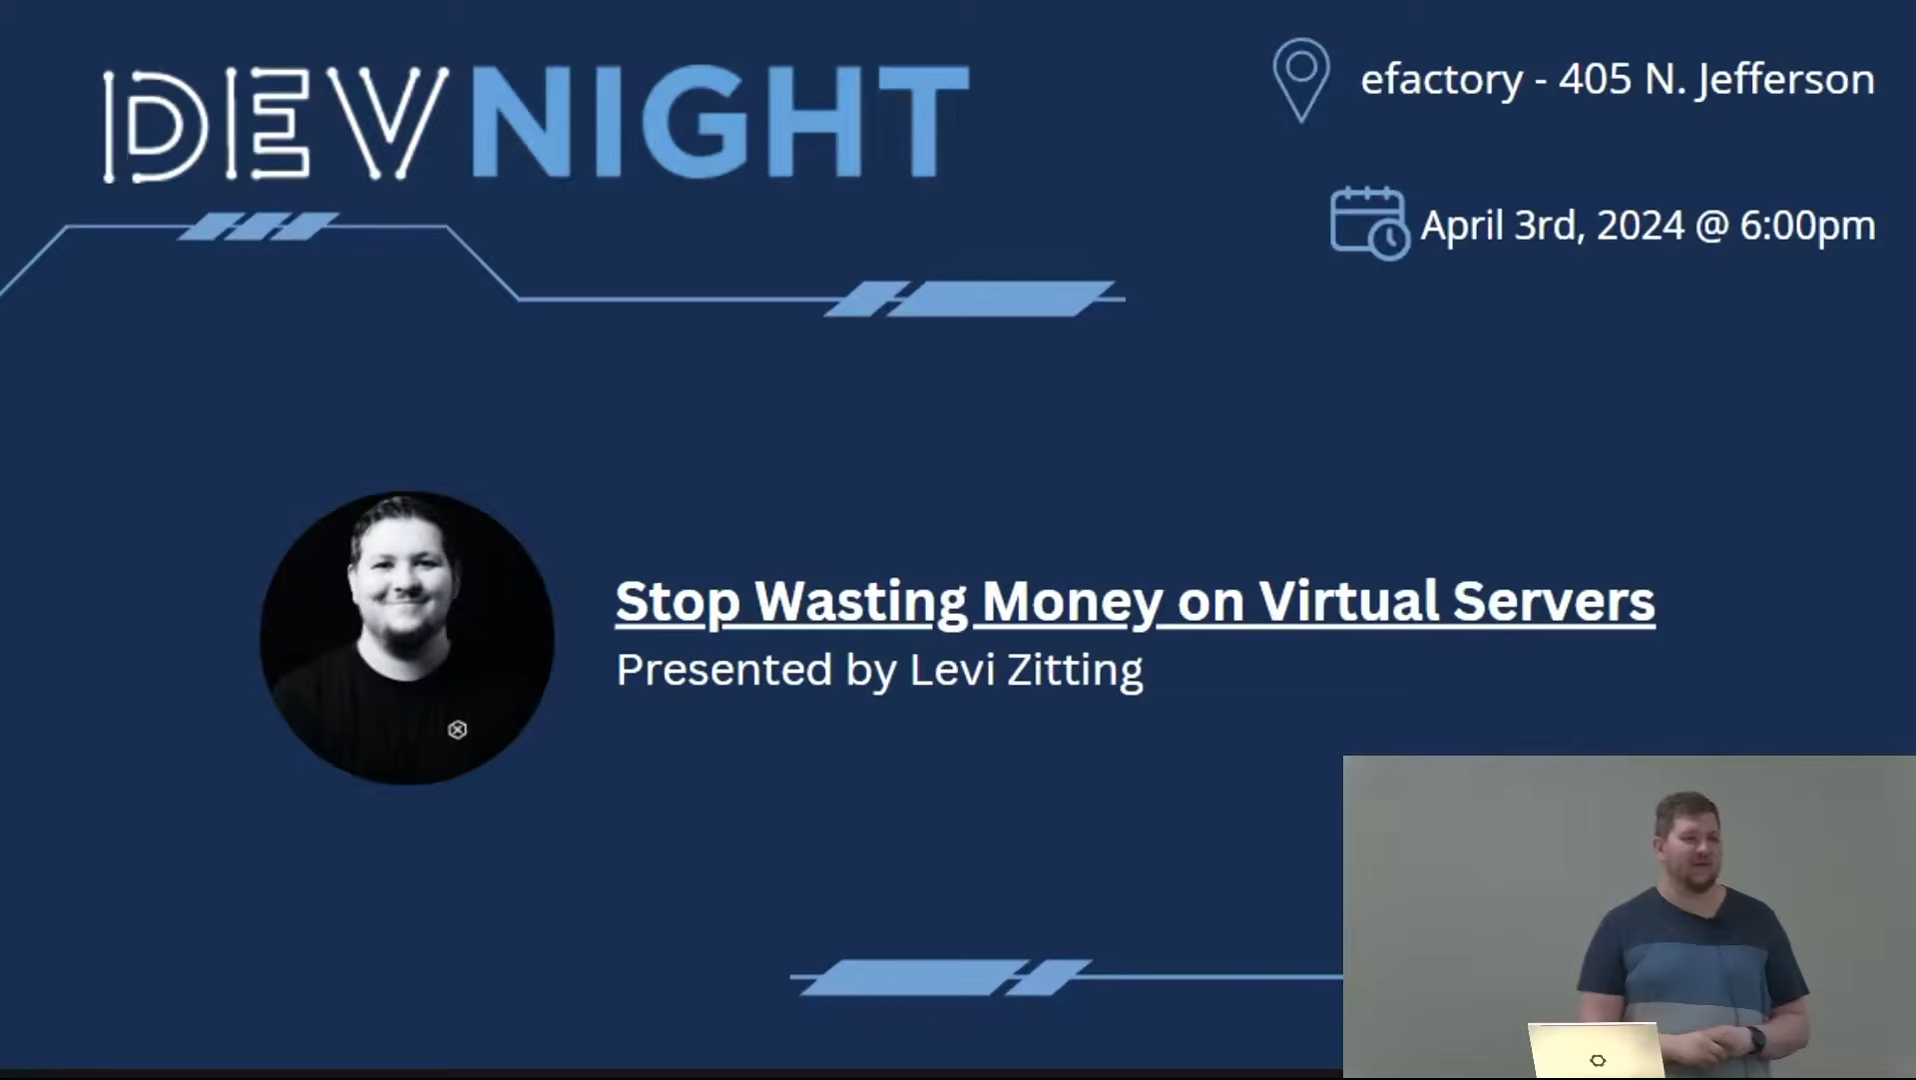 DEVNIGHT
efactory - 405 N. Jefferson
April 3rd, 2024 @ 6:00pm
Stop Wasting Money on Virtual Servers
Presented by Levi Zitting